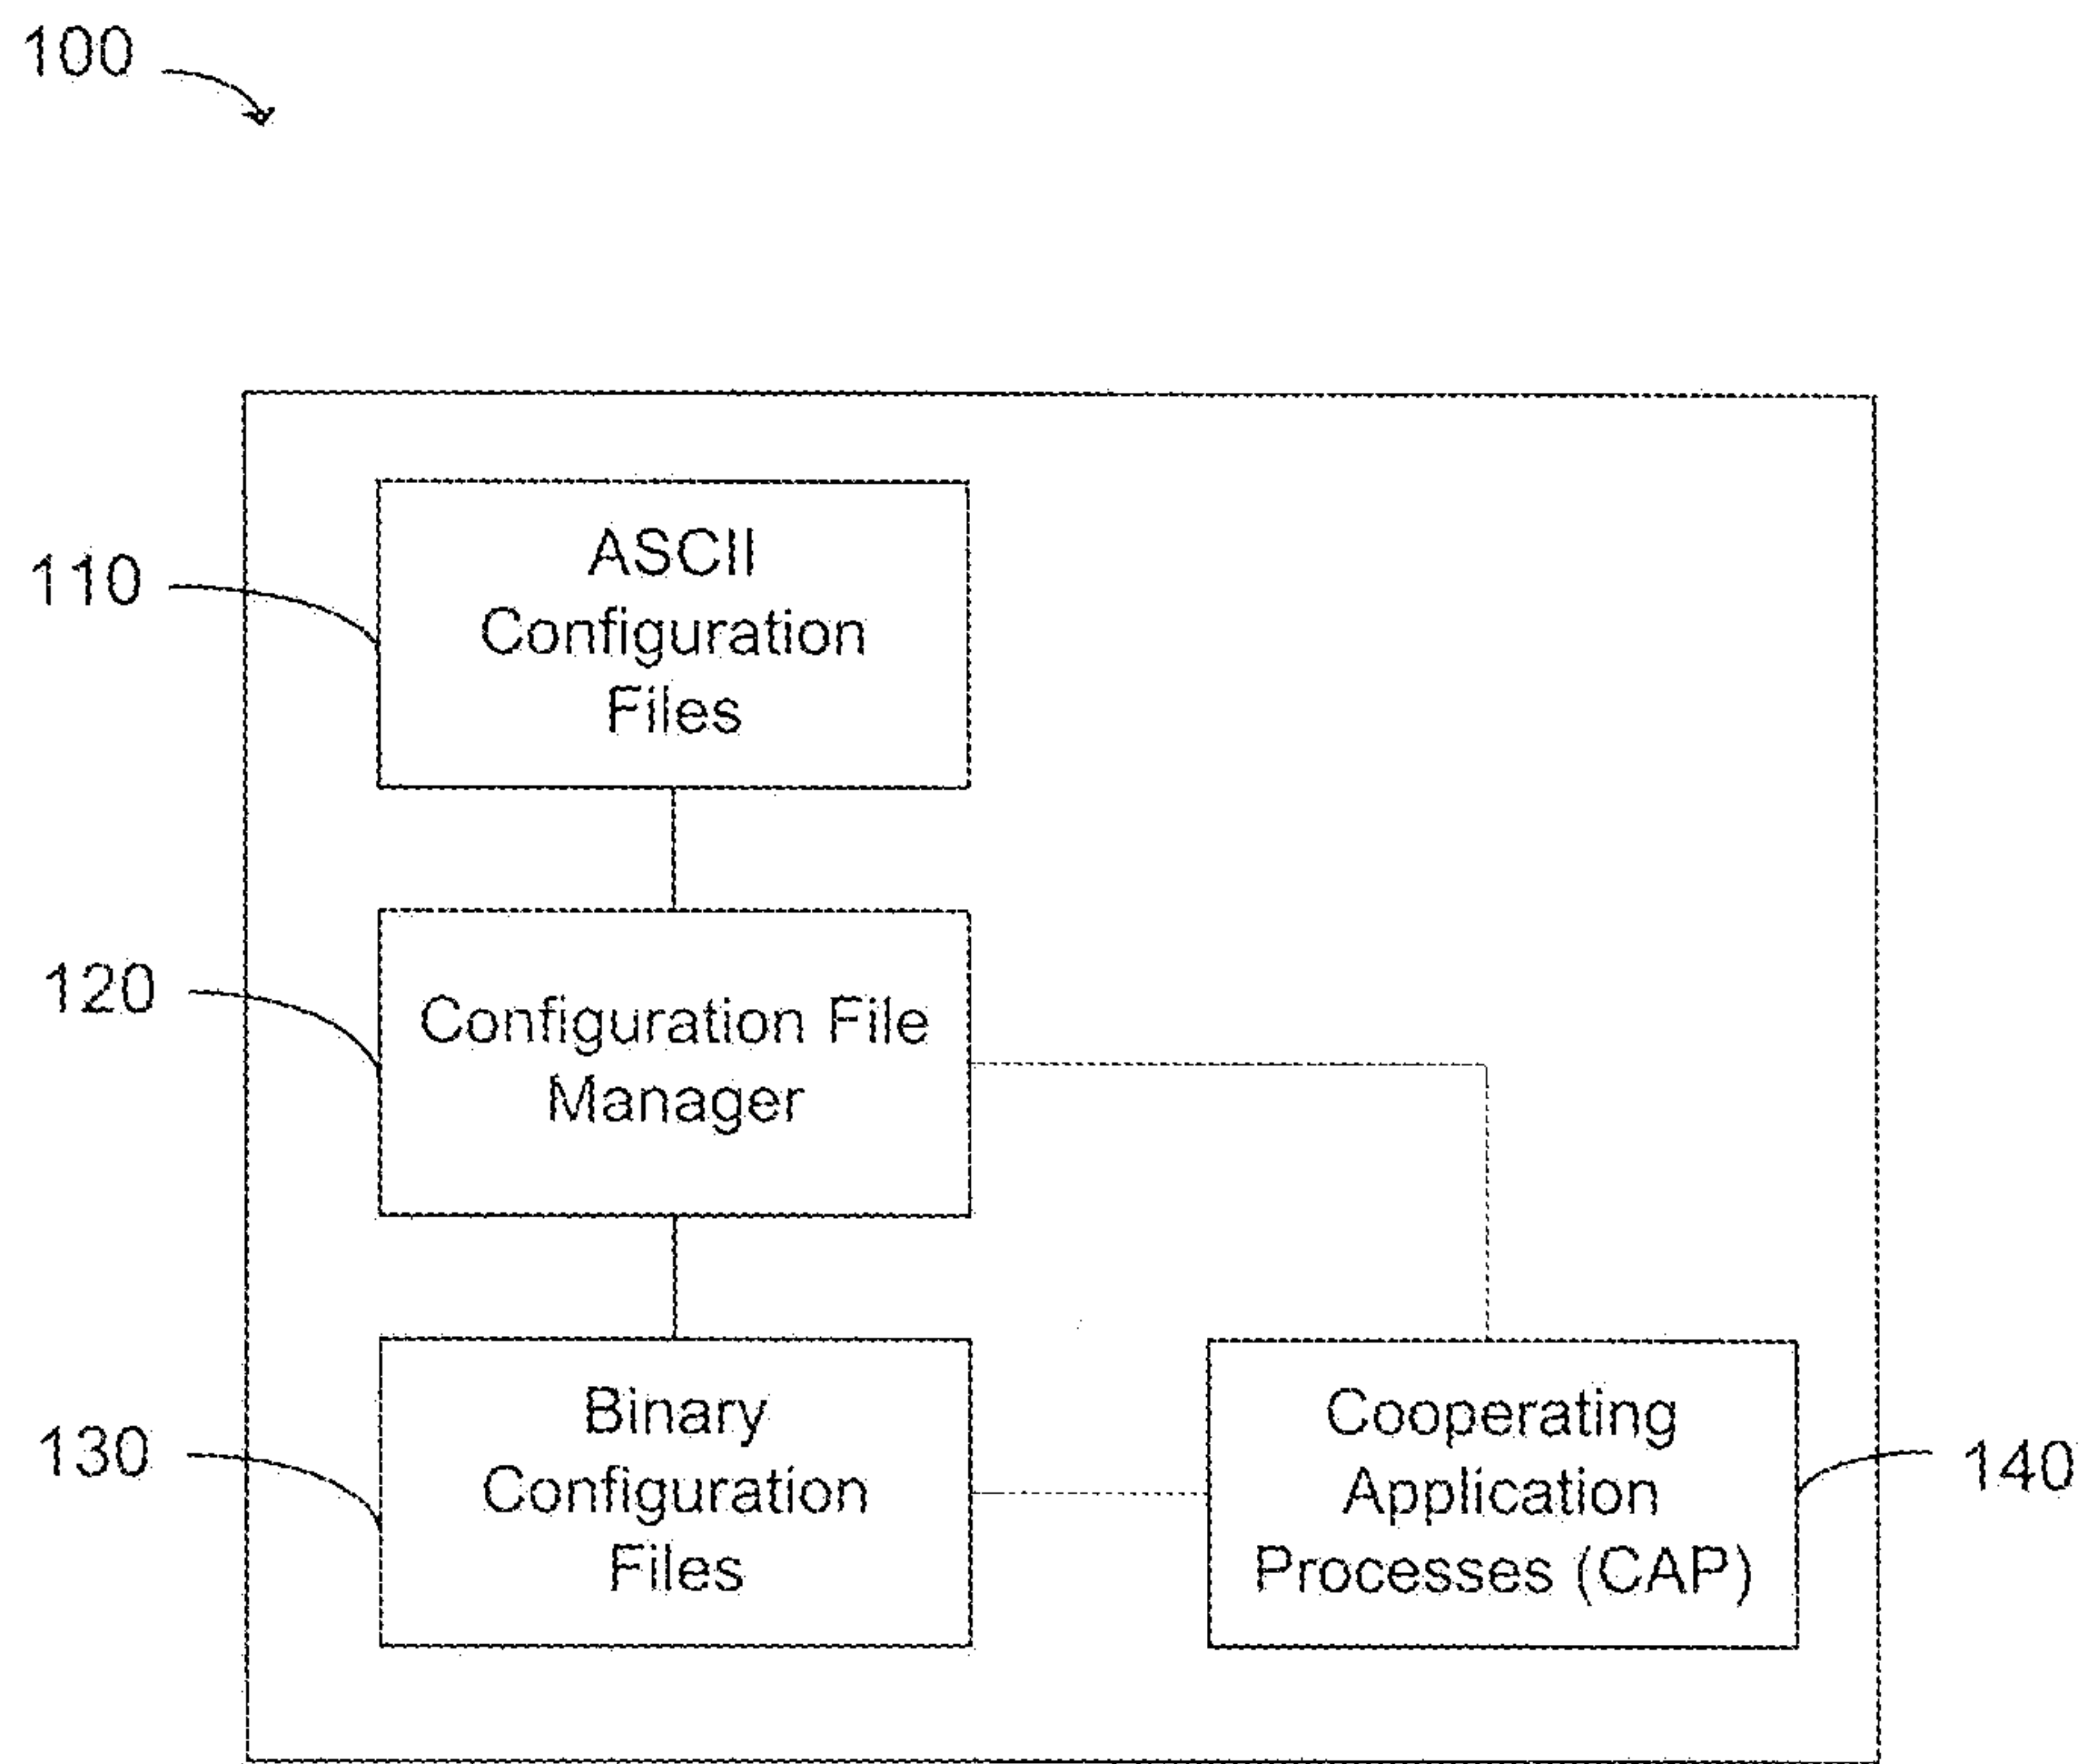 100
110
ASCII
Configuration
Files
120
Configuration File
Manager
130
Binary
Configuration
Files
Cooperating
Application
Processes (CAP)
140